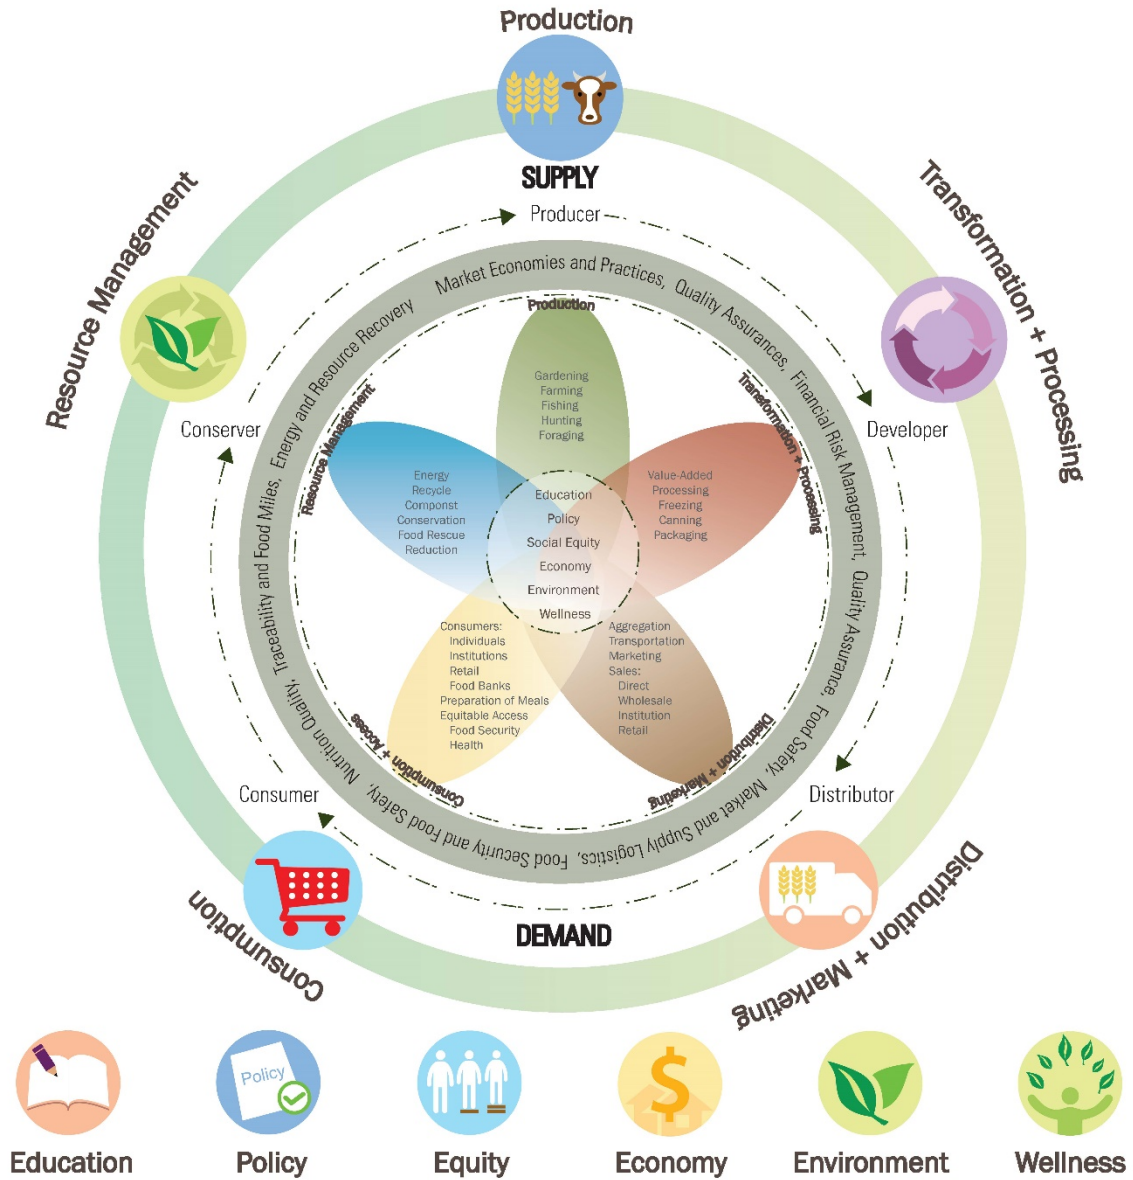 Production
SUPPLY
Producer
Transformation + Processing
Developer
Distribution + Marketing
Distributor
DEMAND
Consumption
Consumer
Resource Management
Conserver
Market Economies and Practices, Quality Assurances, Financial Risk Management, Quality Assurance, Food Safety, Market and Supply Logistics, Food Security and Food Safety, Nutrition Quality, Traceability and Food Miles, Energy and Resource Recovery
Production
Gardening
Farming
Fishing
Hunting
Foraging
Transformation + Processing
Value-Added
Processing
Freezing
Canning
Packaging
Distribution + Marketing
Aggregation
Transportation
Marketing
Sales:
Direct
Wholesale
Institution
Retail
Consumption + Access
Consumers:
Individuals
Institutions
Retail
Food Banks
Preparation of Meals
Equitable Access
Food Security
Health
Resource Management
Energy
Recycle
Componst
Conservation
Food Rescue
Reduction
Education
Policy
Social Equity
Economy
Environment
Wellness
Policy
$
Education
Policy
Equity
Economy
Environment
Wellness